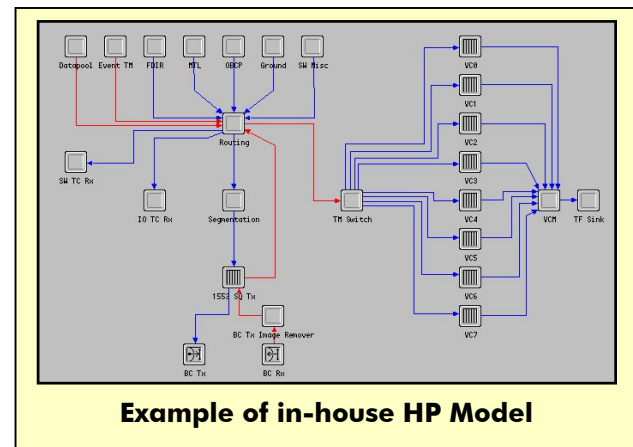 Datapool Event TM FDIR MTL OBCP Ground SW Misc
VC0
VC1
Routing
VC2
SW TC Rx
VC3
IO TC Rx Segmentation TM Switch VC4 VCM TF Sink
VC5
1553 SQ Tx
VC6
BC Tx Image Remover
VC7
BC Tx BC Rx
Example of in-house HP Model